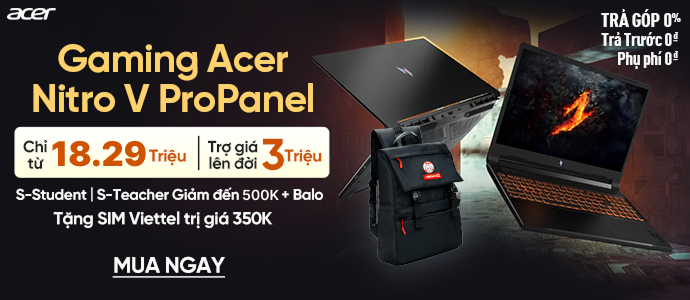 acer
Gaming Acer
Nitro V ProPanel
Chỉ từ 18.29 Triệu | Trợ giá lên đời 3 Triệu
S-Student | S-Teacher Giảm đến 500K + Balo
Tặng SIM Viettel trị giá 350K
MUA NGAY
TRẢ GÓP 0%
Trả Trước 0đ
Phụ phí 0đ